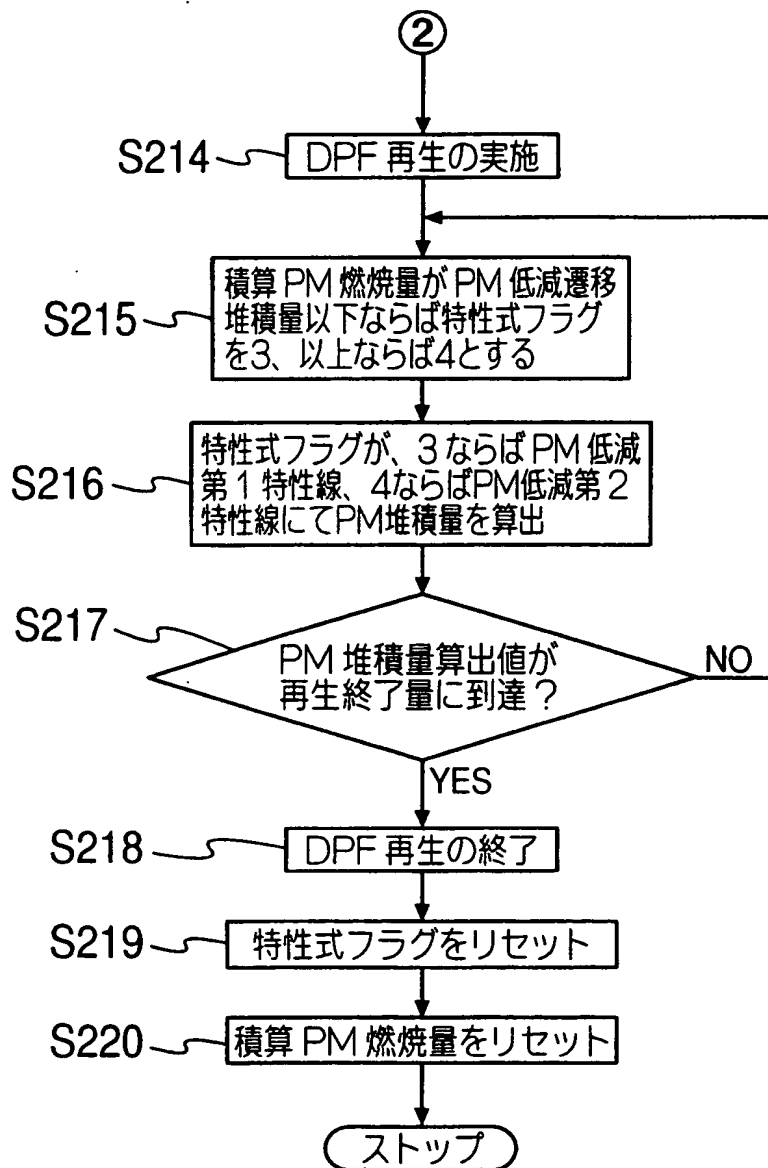 ②
S214
DPF 再生の実施
S215
積算 PM 燃焼量が PM 低減遷移
堆積量以下ならば特性式フラグ
を3、以上ならば4とする
S216
特性式フラグが、3 ならば PM 低減
第 1 特性線、4ならばPM低減第 2
特性線にてPM堆積量を算出
S217
PM 堆積量算出値が
再生終了量に到達？
NO
YES
S218
DPF 再生の終了
S219
特性式フラグをリセット
S220
積算 PM 燃焼量をリセット
ストップ